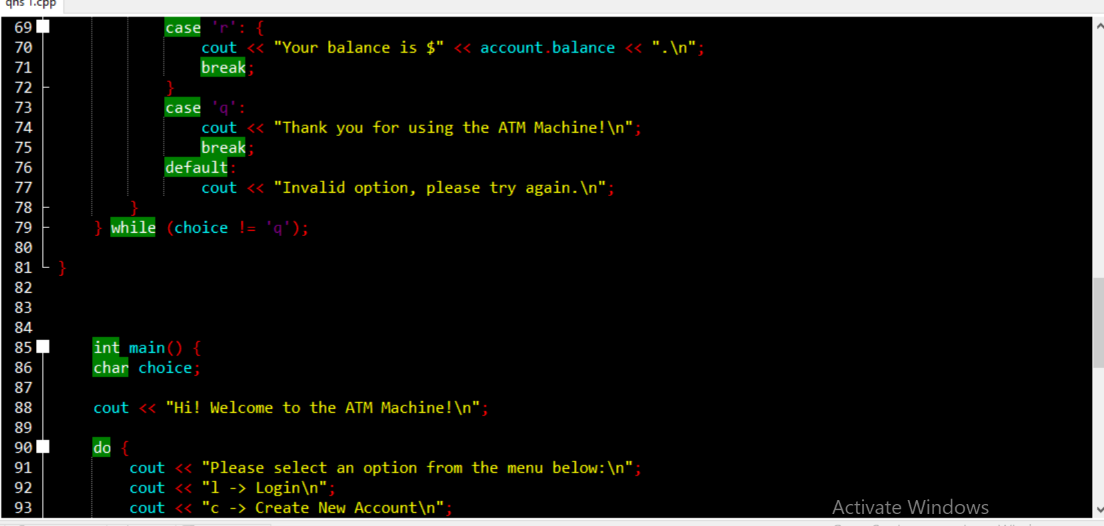 qns 1.cpp
69 case 'r': {
70 cout << "Your balance is $" << account.balance << ".\n";
71 break;
72 }
73 case 'q':
74 cout << "Thank you for using the ATM Machine!\n";
75 break;
76 default:
77 cout << "Invalid option, please try again.\n";
78 }
79 } while (choice != 'q');
80
81 }
82
83
84
85 int main() {
86 char choice;
87
88 cout << "Hi! Welcome to the ATM Machine!\n";
89
90 do {
91 cout << "Please select an option from the menu below:\n";
92 cout << "l -> Login\n";
93 cout << "c -> Create New Account\n";
Activate Windows